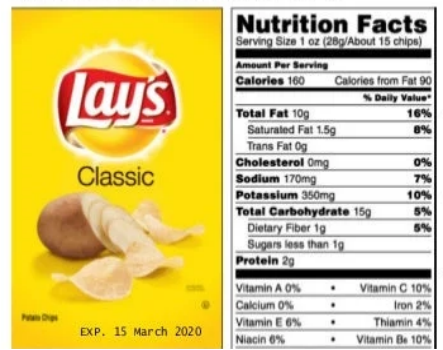 Lay's
Classic
Potato Chips
EXP. 15 March 2020
Nutrition Facts
Serving Size 1 oz (28g/About 15 chips)
Amount Per Serving
Calories 160 Calories from Fat 90
% Daily Value*
Total Fat 10g 16%
Saturated Fat 1.5g 8%
Trans Fat 0g
Cholesterol 0mg 0%
Sodium 170mg 7%
Potassium 350mg 10%
Total Carbohydrate 15g 5%
Dietary Fiber 1g 5%
Sugars less than 1g
Protein 2g
Vitamin A 0% • Vitamin C 10%
Calcium 0% • Iron 2%
Vitamin E 6% • Thiamin 4%
Niacin 6% • Vitamin B₆ 10%